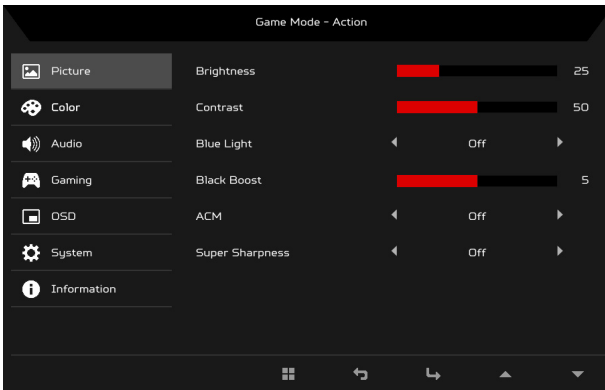 Game Mode - Action
Picture
Brightness 25
Color
Contrast 50
Audio
Blue Light Off
Gaming
Black Boost 5
OSD
ACM Off
System
Super Sharpness Off
Information